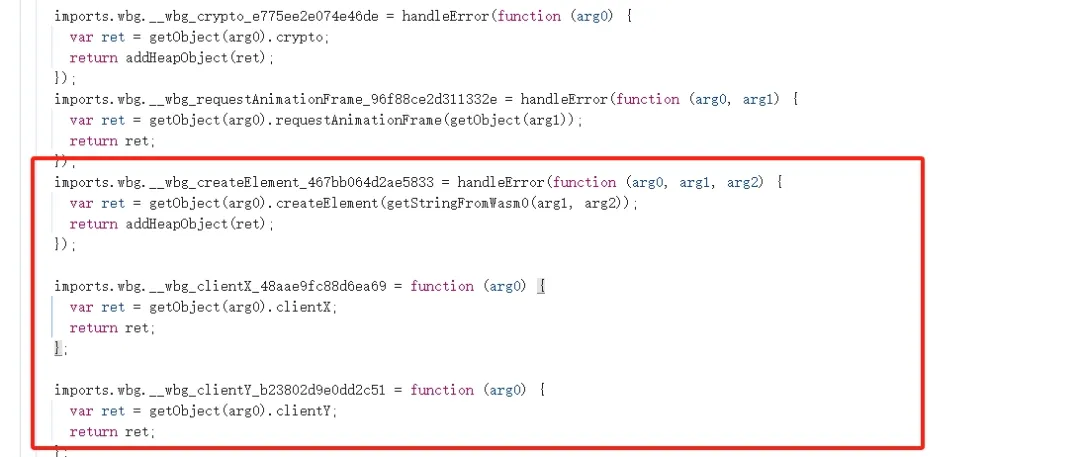 imports.wbg.__wbg_crypto_e775ee2e074e46de = handleError(function (arg0) {
var ret = getObject(arg0).crypto;
return addHeapObject(ret);
});
imports.wbg.__wbg_requestAnimationFrame_96f88ce2d311332e = handleError(function (arg0, arg1) {
var ret = getObject(arg0).requestAnimationFrame(getObject(arg1));
return ret;
});
imports.wbg.__wbg_createElement_467bb064d2ae5833 = handleError(function (arg0, arg1, arg2) {
var ret = getObject(arg0).createElement(getStringFromWasm0(arg1, arg2));
return addHeapObject(ret);
});
imports.wbg.__wbg_clientX_48aae9fc88d6ea69 = function (arg0) {
var ret = getObject(arg0).clientX;
return ret;
};
imports.wbg.__wbg_clientY_b23802d9e0dd2c51 = function (arg0) {
var ret = getObject(arg0).clientY;
return ret;
};